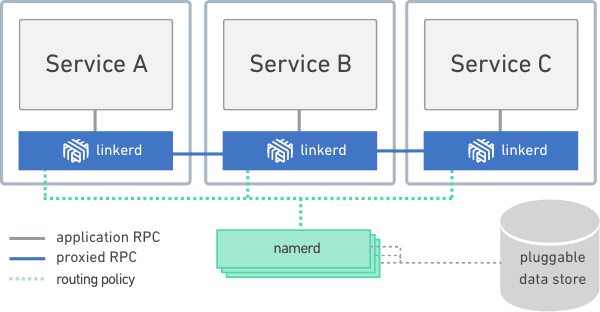 Service A
Service B
Service C
linkerd
linkerd
linkerd
application RPC
proxied RPC
routing policy
namerd
pluggable
data store